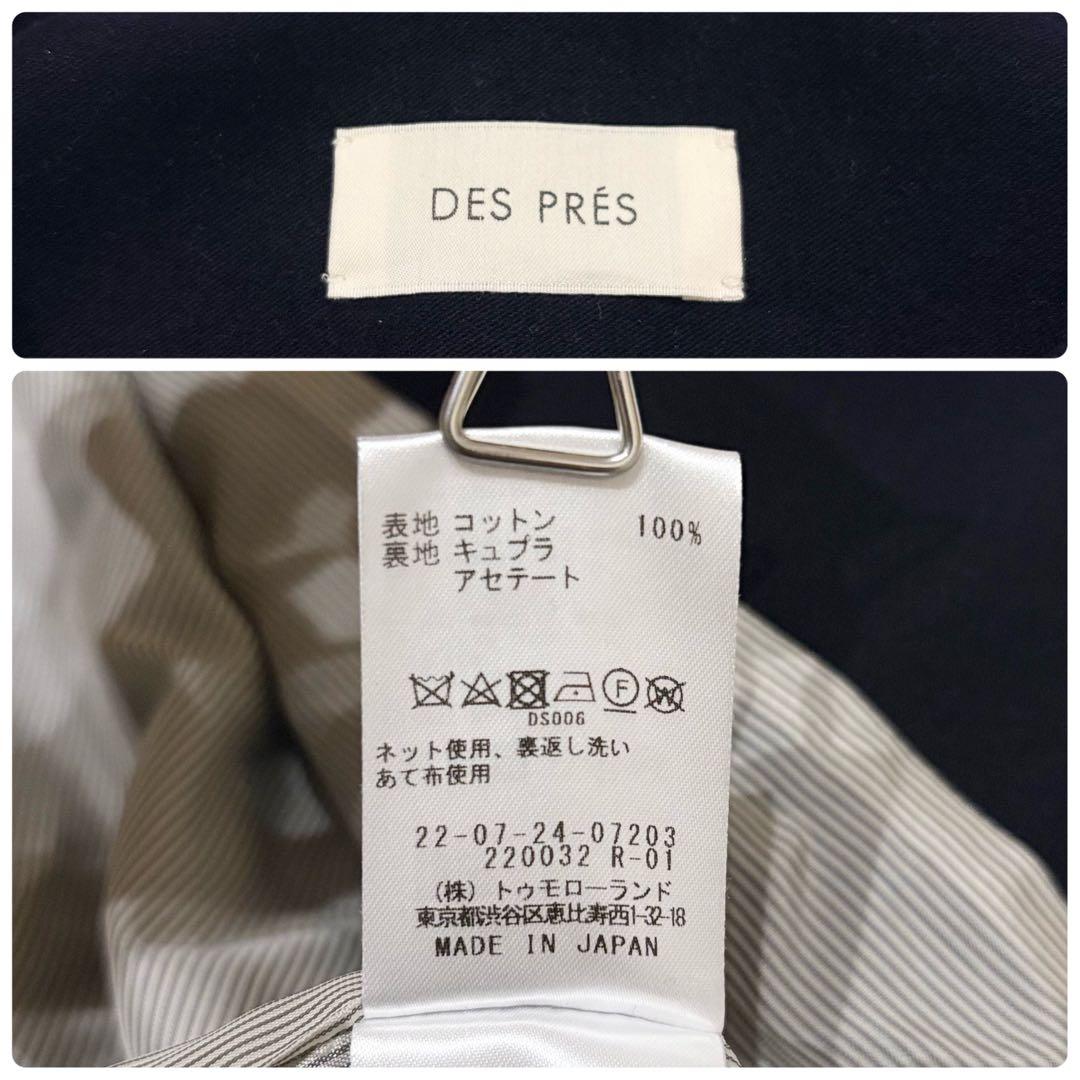 DES PRÉS
表地 コットン 100%
裏地 キュプラ
アセテート
F W
DS006
ネット使用、裏返し洗い
あて布使用
22-07-24-07203
220032 R-01
(株) トゥモローランド
東京都渋谷区恵比寿西1-32-18
MADE IN JAPAN